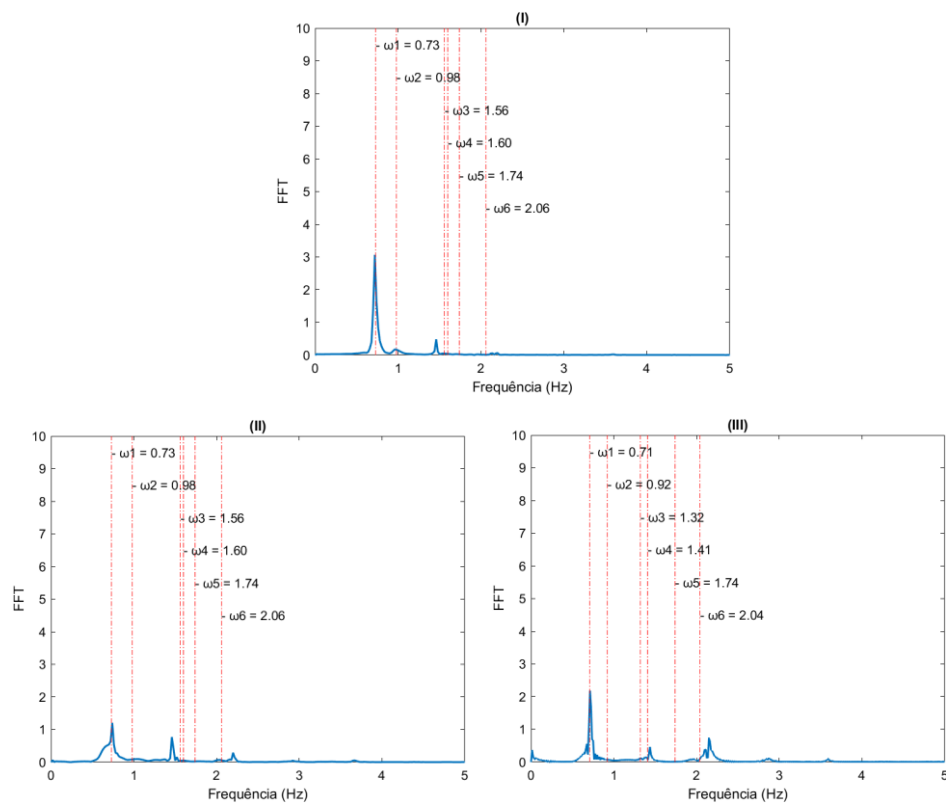 (I)
10
9
8
7
6
5
4
3
2
1
0
FFT
- ω1 = 0.73
- ω2 = 0.98
- ω3 = 1.56
- ω4 = 1.60
- ω5 = 1.74
- ω6 = 2.06
0 1 2 3 4 5
Frequência (Hz)
(II)
10
9
8
7
6
5
4
3
2
1
0
FFT
- ω1 = 0.73
- ω2 = 0.98
- ω3 = 1.56
- ω4 = 1.60
- ω5 = 1.74
- ω6 = 2.06
0 1 2 3 4 5
Frequência (Hz)
(III)
10
9
8
7
6
5
4
3
2
1
0
FFT
- ω1 = 0.71
- ω2 = 0.92
- ω3 = 1.32
- ω4 = 1.41
- ω5 = 1.74
- ω6 = 2.04
0 1 2 3 4 5
Frequência (Hz)